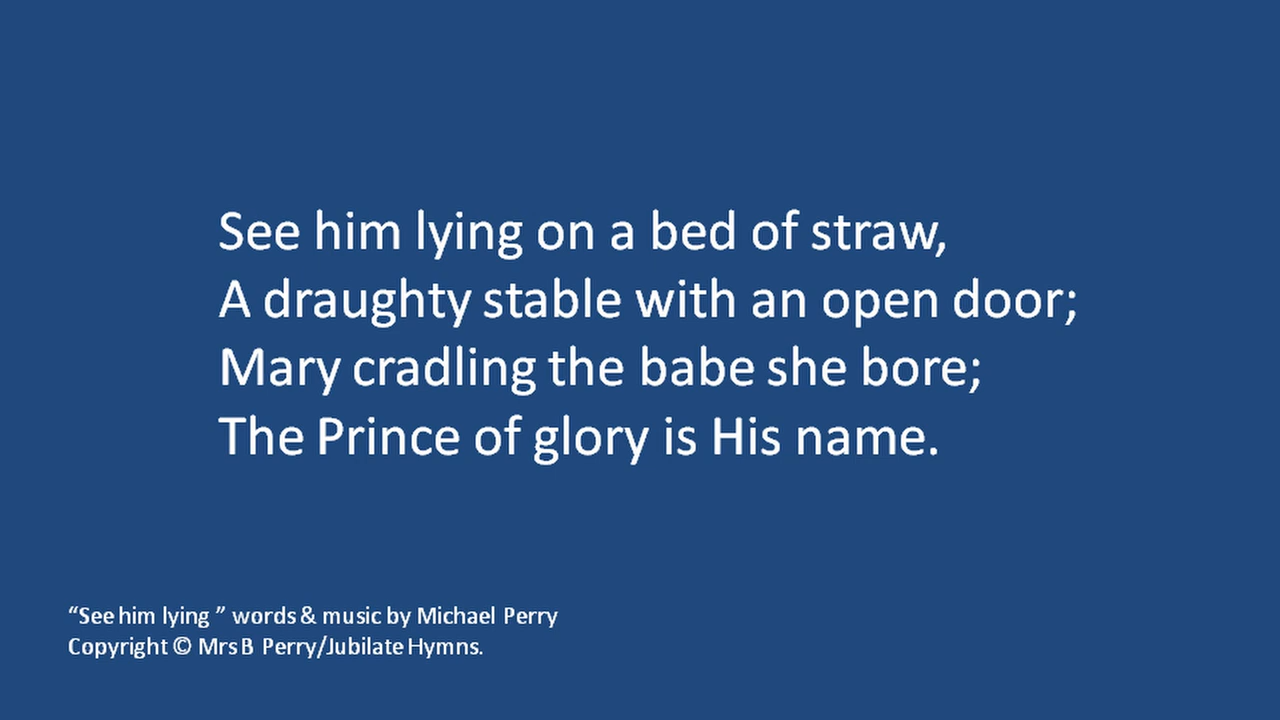 See him lying on a bed of straw,
A draughty stable with an open door;
Mary cradling the babe she bore;
The Prince of glory is His name.
“See him lying ” words & music by Michael Perry
Copyright © Mrs B Perry/Jubilate Hymns.